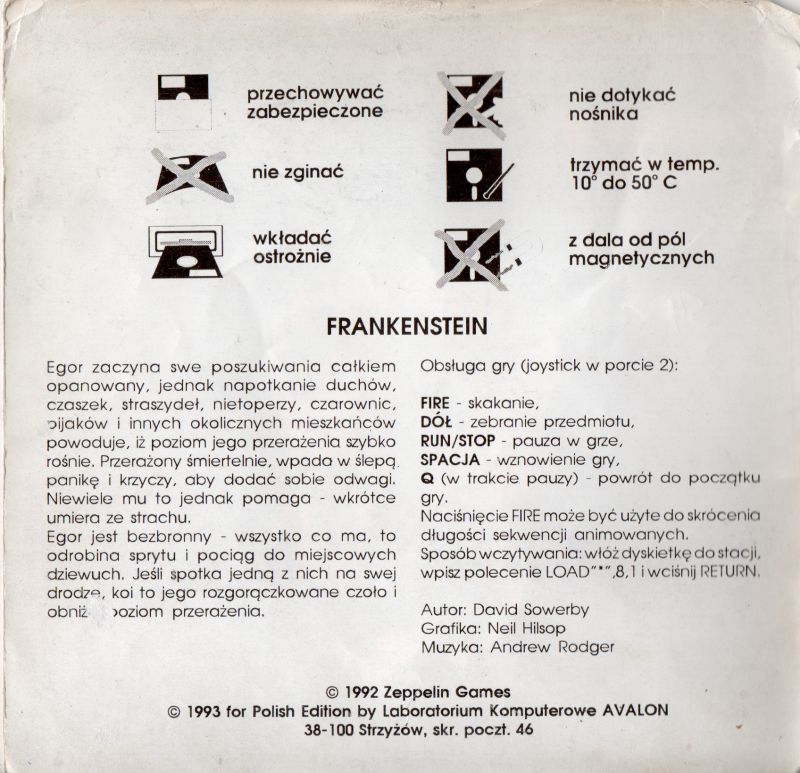 przechowywać
zabezpieczone
nie dotykać
nośnika
nie zginać
trzymać w temp.
10° do 50° C
wkładać
ostrożnie
z dala od pól
magnetycznych
FRANKENSTEIN
Egor zaczyna swe poszukiwania całkiem
opanowany, jednak napotkanie duchów,
czaszek, straszydeł, nietoperzy, czarownic,
pijaków i innych okolicznych mieszkańców
powoduje, iż poziom jego przerażenia szybko
rośnie. Przerażony śmiertelnie, wpada w ślepą
panikę i krzyczy, aby dodać sobie odwagi.
Niewiele mu to jednak pomaga - wkrótce
umiera ze strachu.
Egor jest bezbronny - wszystko co ma, to
odrobina sprytu i pociąg do miejscowych
dziewuch. Jeśli spotka jedną z nich na swej
drodze, koi to jego rozgorączkowane czoło i
obniża poziom przerażenia.
Obsługa gry (joystick w porcie 2):
FIRE - skakanie,
DÓŁ - zebranie przedmiotu,
RUN/STOP - pauza w grze,
SPACJA - wznowienie gry,
Q (w trakcie pauzy) - powrót do początku
gry.
Naciśnięcie FIRE może być użyte do skrócenia
długości sekwencji animowanych.
Sposób wczytywania: włóż dyskietkę do stacji,
wpisz polecenie LOAD"*",8,1 i wciśnij RETURN.
Autor: David Sowerby
Grafika: Neil Hilsop
Muzyka: Andrew Rodger
© 1992 Zeppelin Games
© 1993 for Polish Edition by Laboratorium Komputerowe AVALON
38-100 Strzyżów, skr. poczt. 46